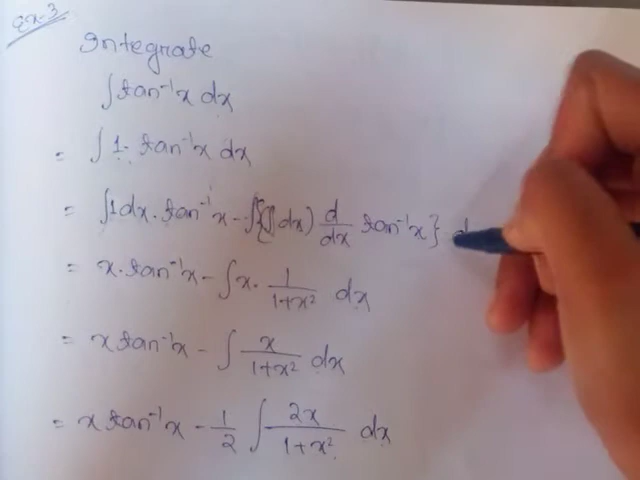 Ex-3
Integrate
∫tan⁻¹x dx
= ∫1· tan⁻¹x dx
= ∫1dx· tan⁻¹x - ∫{(∫dx) d/dx tan⁻¹x} d
= x·tan⁻¹x - ∫x· 1/1+x² dx
= x tan⁻¹x - ∫ x/1+x² dx
= x tan⁻¹x - 1/2 ∫ 2x/1+x² dx